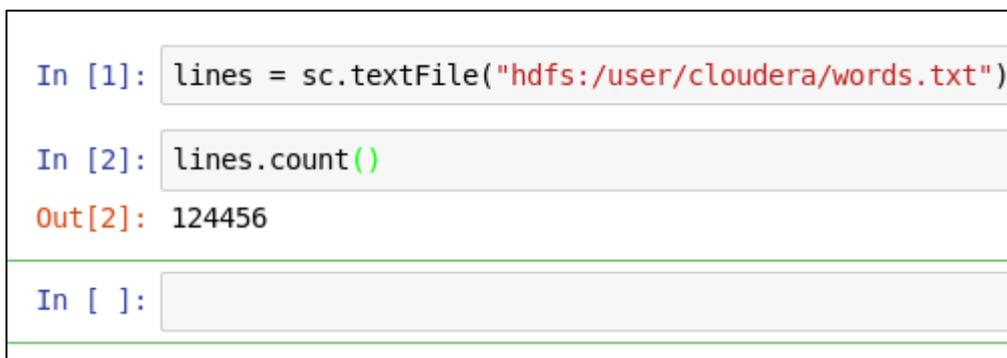 In [1]: lines = sc.textFile("hdfs:/user/cloudera/words.txt")
In [2]: lines.count()
Out[2]: 124456
In [ ]: